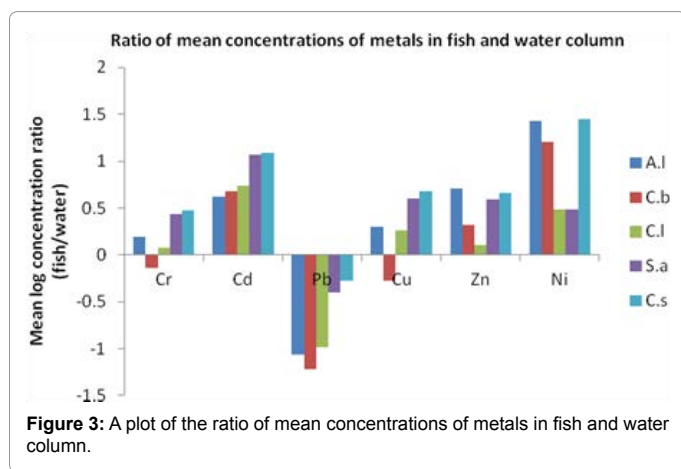 Ratio of mean concentrations of metals in fish and water column
Mean log concentration ratio
(fish/water)
2
1.5
1
0.5
0
-0.5
-1
-1.5
Cr Cd Pb Cu Zn Ni
A.l
C.b
C.l
S.a
C.s
Figure 3: A plot of the ratio of mean concentrations of metals in fish and water
column.